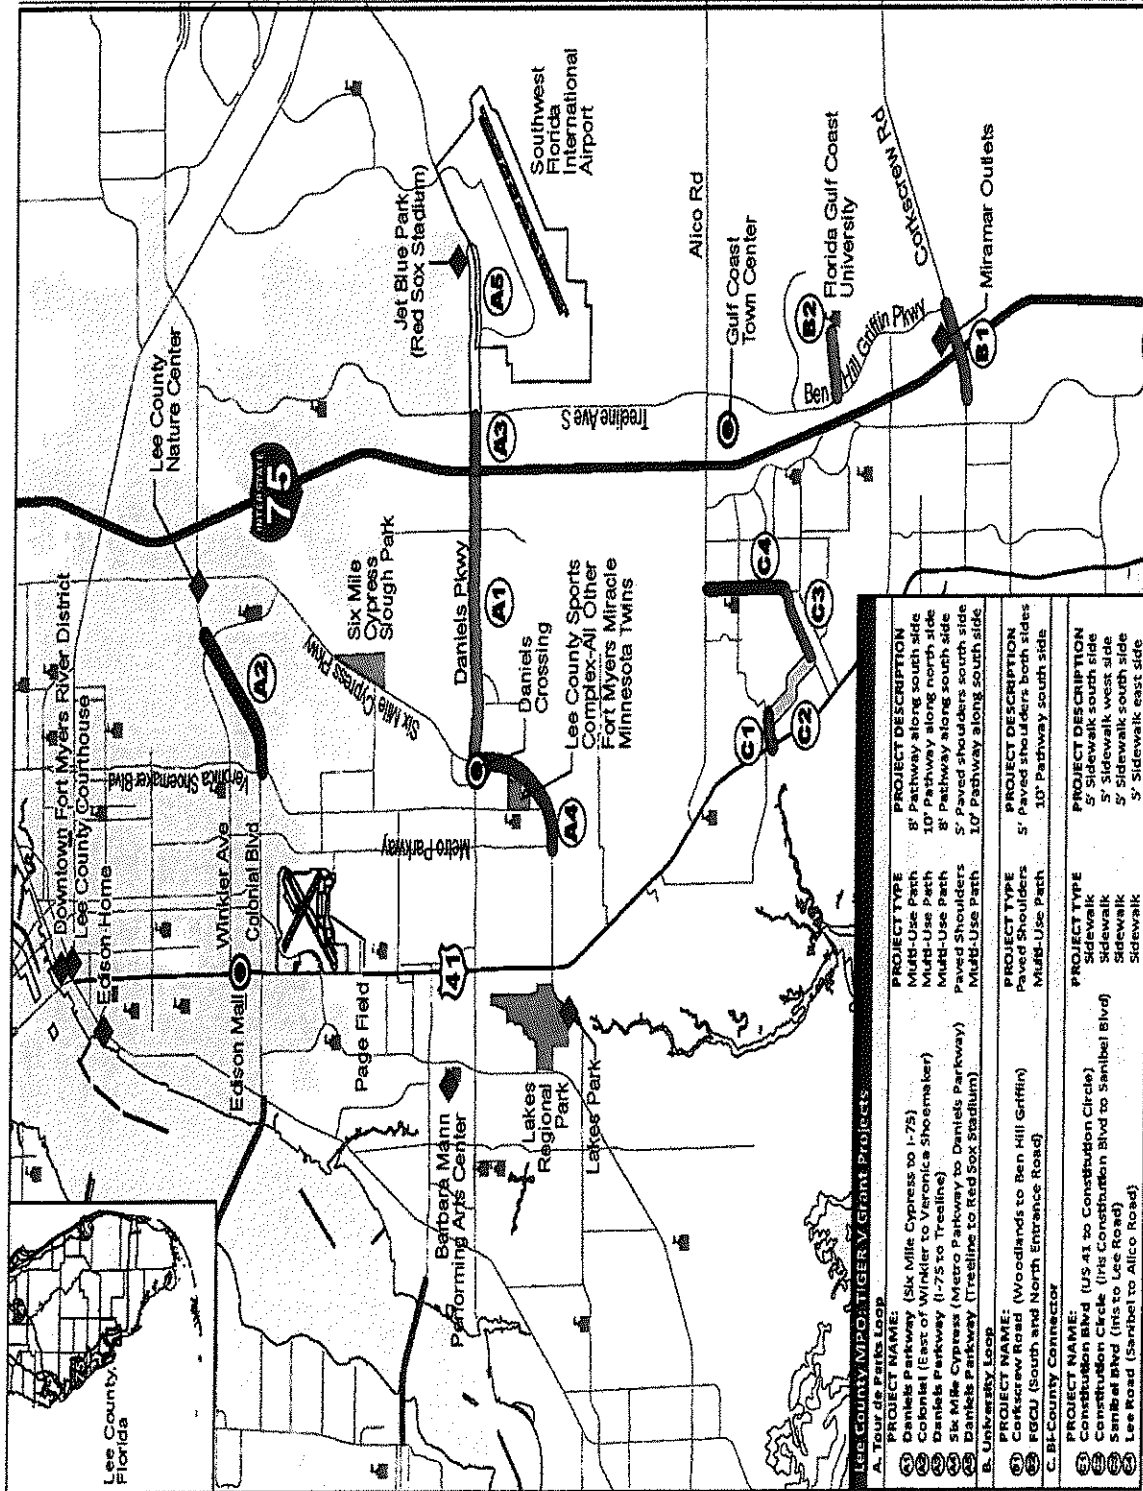 Lee County,
Florida
Downtown Fort Myers River District
Lee County Courthouse
Edison Home
Lee County
Nature Center
INTERSTATE
75
A2
Veronica Shoemaker Blvd
Winkler Ave
Colonial Blvd
Edison Mall
Page Field
Six Mile
Cypress
Slough Park
Six Mile Cypress Pkwy
Metro Parkway
Daniels Pkwy
A1
A3
A5
Jet Blue Park
(Red Sox Stadium)
Southwest
Florida
International
Airport
Daniels
Crossing
Lee County Sports
Complex-All Other
Fort Myers Miracle
Minnesota Twins
A4
41
Barbara Mann
Performing Arts Center
Lakes
Regional
Park
Lakes Park
Treeline Ave S
Alico Rd
Gulf Coast
Town Center
B2
Florida Gulf Coast
University
Ben Hill Griffin Pkwy
Corkscrew Rd
Miramar Outlets
B1
C1
C2
C3
C4
Lee County MPO: TIGER V Grant Projects
A. Tour de Parks Loop
PROJECT NAME: PROJECT TYPE PROJECT DESCRIPTION
A1 Daniels Parkway (Six Mile Cypress to I-75) Multi-Use Path 8' Pathway along south side
A2 Colonial (East of Winkler to Veronica Shoemaker) Multi-Use Path 10' Pathway along north side
A3 Daniels Parkway (I-75 to Treeline) Multi-Use Path 8' Pathway along south side
A4 Six Mile Cypress (Metro Parkway to Daniels Parkway) Paved Shoulders 5' Paved shoulders south side
A5 Daniels Parkway (Treeline to Red Sox Stadium) Multi-Use Path 10' Pathway along south side
B. University Loop
PROJECT NAME: PROJECT TYPE PROJECT DESCRIPTION
B1 Corkscrew Road (Woodlands to Ben Hill Griffin) Paved Shoulders 5' Paved shoulders both sides
B2 FGCU (South and North Entrance Road) Multi-Use Path 10' Pathway south side
C. Bi-County Connector
PROJECT NAME: PROJECT TYPE PROJECT DESCRIPTION
C1 Constitution Blvd (US 41 to Constitution Circle) Sidewalk 5' Sidewalk south side
C2 Constitution Circle (Iris Constitution Blvd to Sanibel Blvd) Sidewalk 5' Sidewalk west side
C3 Sanibel Blvd (Iris to Lee Road) Sidewalk 5' Sidewalk south side
C4 Lee Road (Sanibel to Alico Road) Sidewalk 5' Sidewalk east side